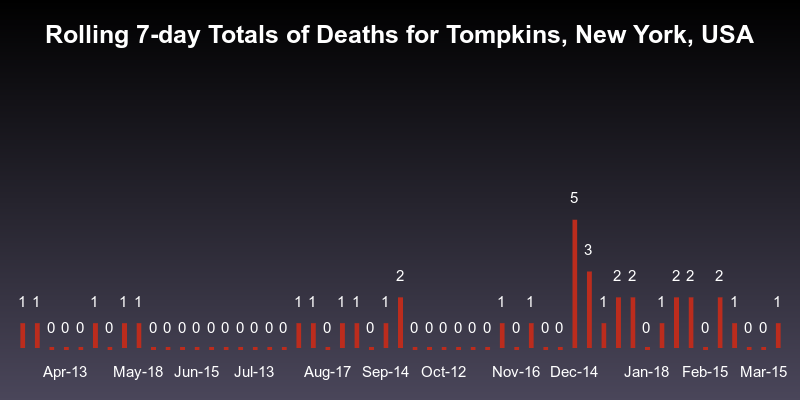 Rolling 7-day Totals of Deaths for Tompkins, New York, USA
5
3
2 2 2 2 2 2
1 1 1 1 1 1 1 1 1 1 1 1 1 1 1 1
0 0 0 0 0 0 0 0 0 0 0 0 0 0 0 0 0 0 0 0 0 0 0 0 0 0 0 0 0
Apr-13 May-18 Jun-15 Jul-13 Aug-17 Sep-14 Oct-12 Nov-16 Dec-14 Jan-18 Feb-15 Mar-15